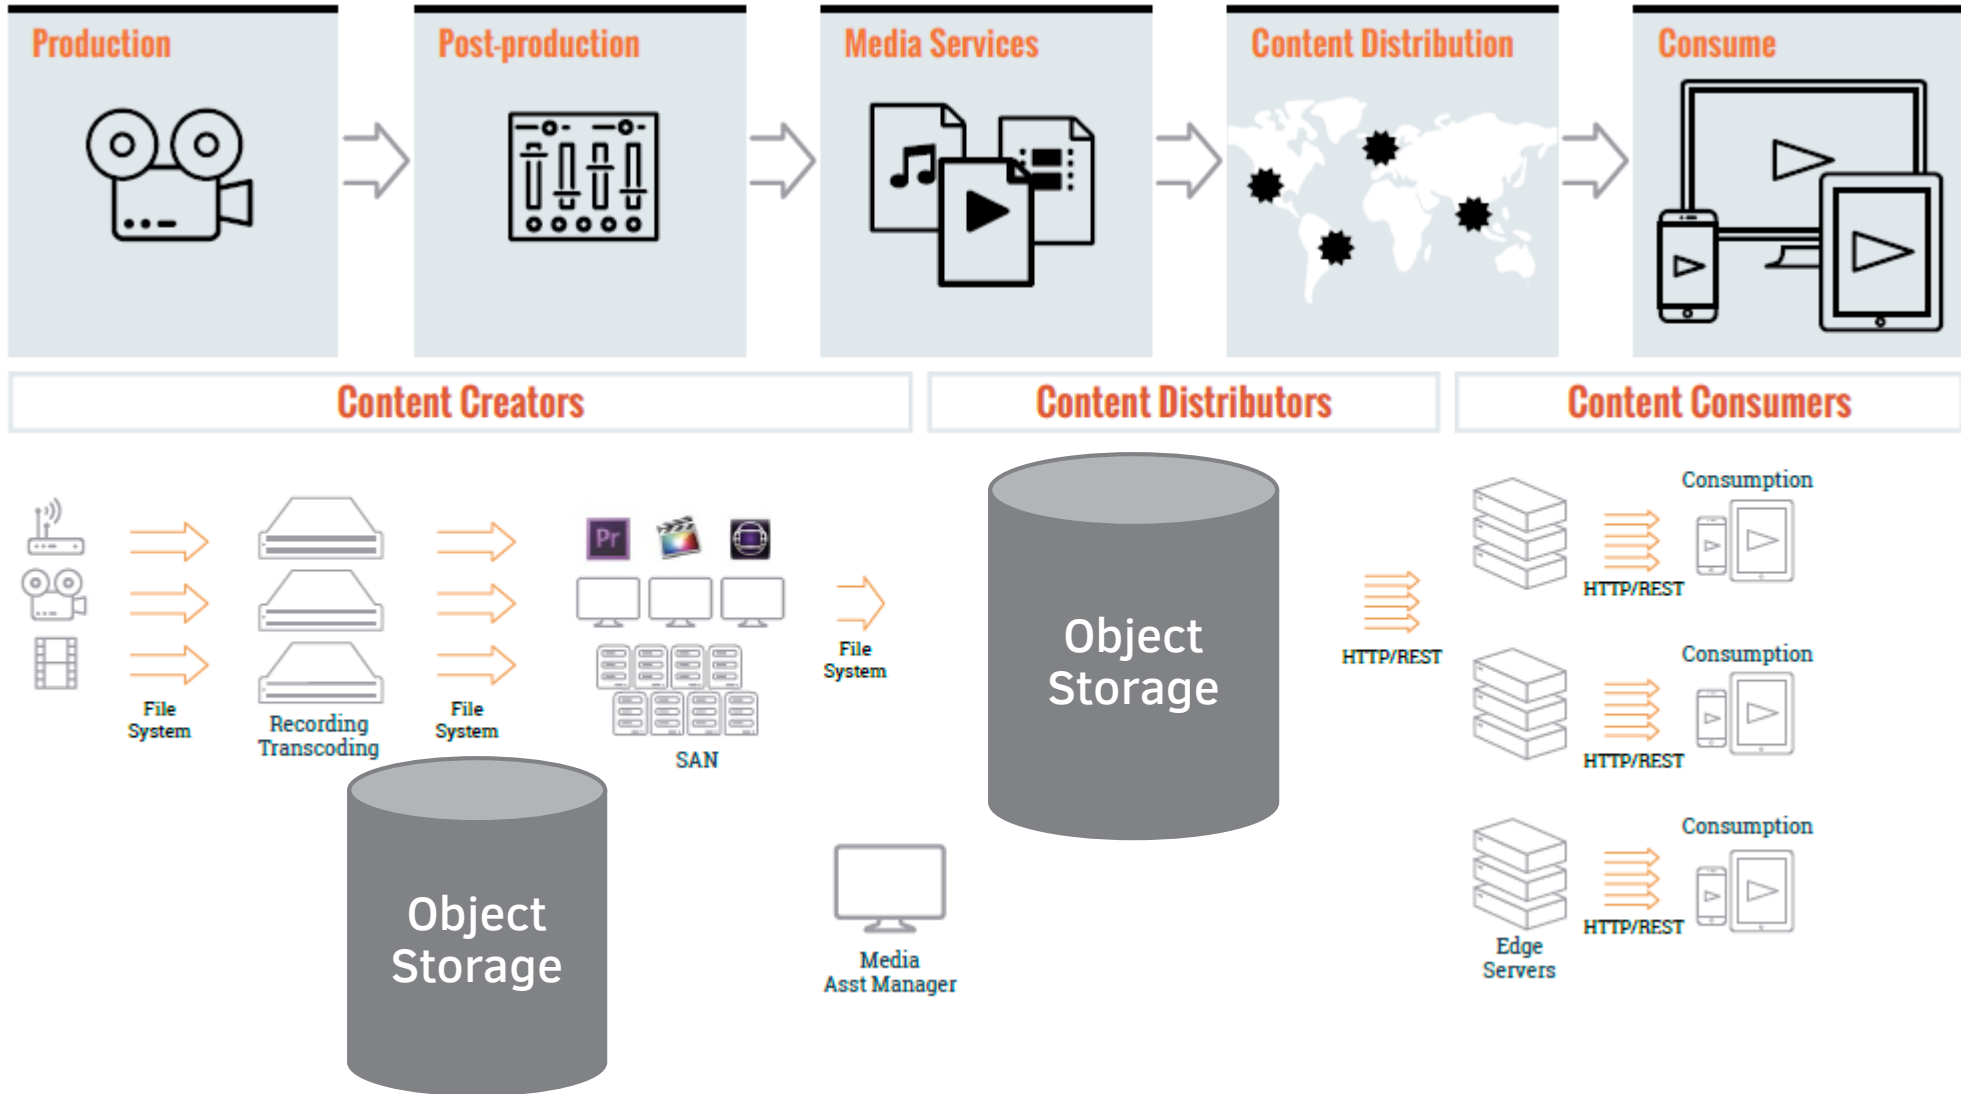 Production
Post-production
Media Services
Content Distribution
Consume
Content Creators
Content Distributors
Content Consumers
File
System
Recording
Transcoding
File
System
Pr
SAN
File
System
Object
Storage
HTTP/REST
Consumption
HTTP/REST
Consumption
HTTP/REST
Consumption
HTTP/REST
Edge
Servers
Object
Storage
Media
Asst Manager